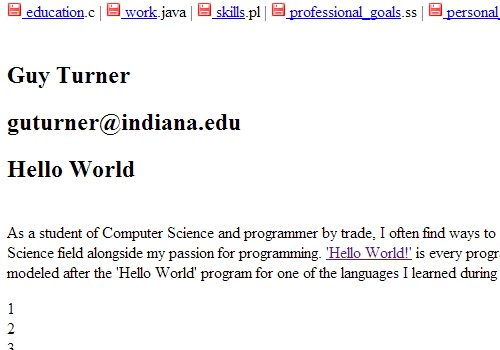 education.c | work.java | skills.pl | professional_goals.ss | personal_
Guy Turner
guturner@indiana.edu
Hello World
As a student of Computer Science and programmer by trade, I often find ways to
Science field alongside my passion for programming. 'Hello World!' is every progr
modeled after the 'Hello World' program for one of the languages I learned during
1
2
3